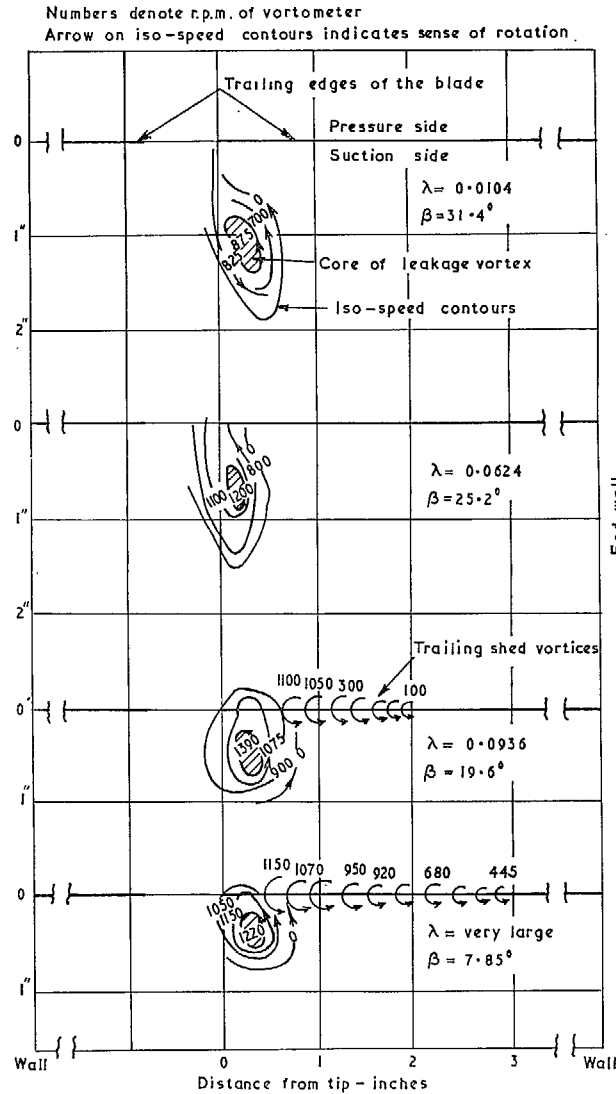 Numbers denote r.p.m. of vortometer
Arrow on iso-speed contours indicates sense of rotation
Trailing edges of the blade
0
Pressure side
Suction side
λ = 0·0104
β = 31·4°
0
700
875
825
1"
Core of leakage vortex
Iso-speed contours
2"
0
0
800
1100
1200
λ = 0·0624
β = 25·2°
1"
2"
Trailing shed vortices
1100 1050 300 100
0
1390
1075
900
0
λ = 0·0936
β = 19·6°
1"
1150 1070 950 920 680 445
0
1050
1150
1220
0
λ = very large
β = 7·85°
1"
Wall 0 1 2 3 Wall
Distance from tip – inches